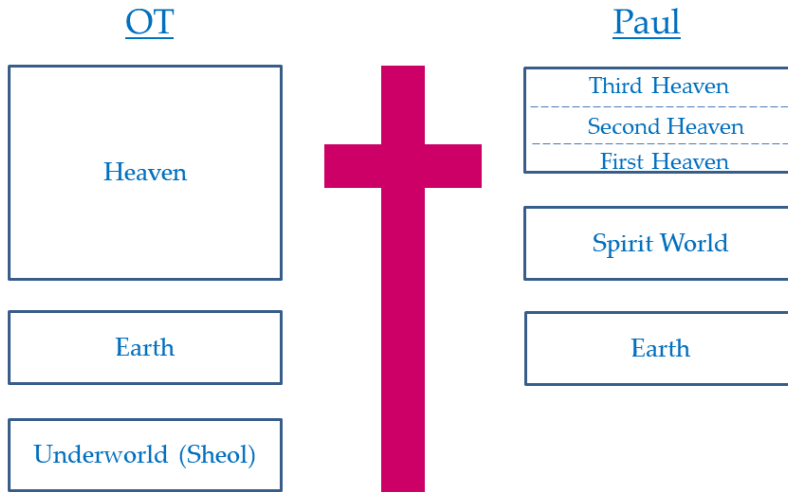 OT
Heaven
Earth
Underworld (Sheol)
Paul
Third Heaven
Second Heaven
First Heaven
Spirit World
Earth